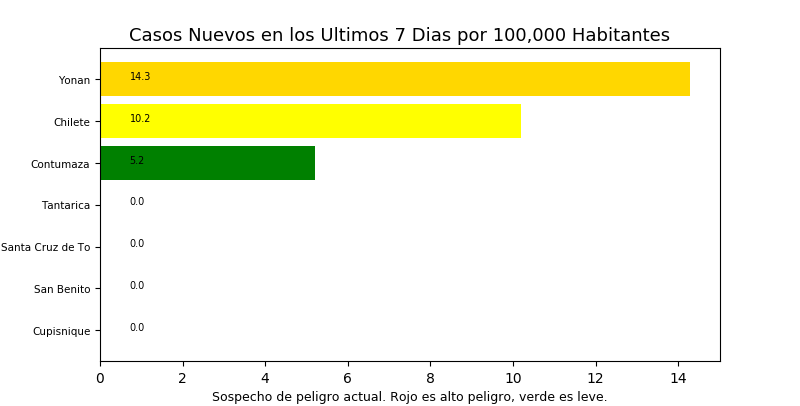 Casos Nuevos en los Ultimos 7 Dias por 100,000 Habitantes
Yonan 14.3
Chilete 10.2
Contumaza 5.2
Tantarica 0.0
Santa Cruz de To 0.0
San Benito 0.0
Cupisnique 0.0
0 2 4 6 8 10 12 14
Sospecho de peligro actual. Rojo es alto peligro, verde es leve.